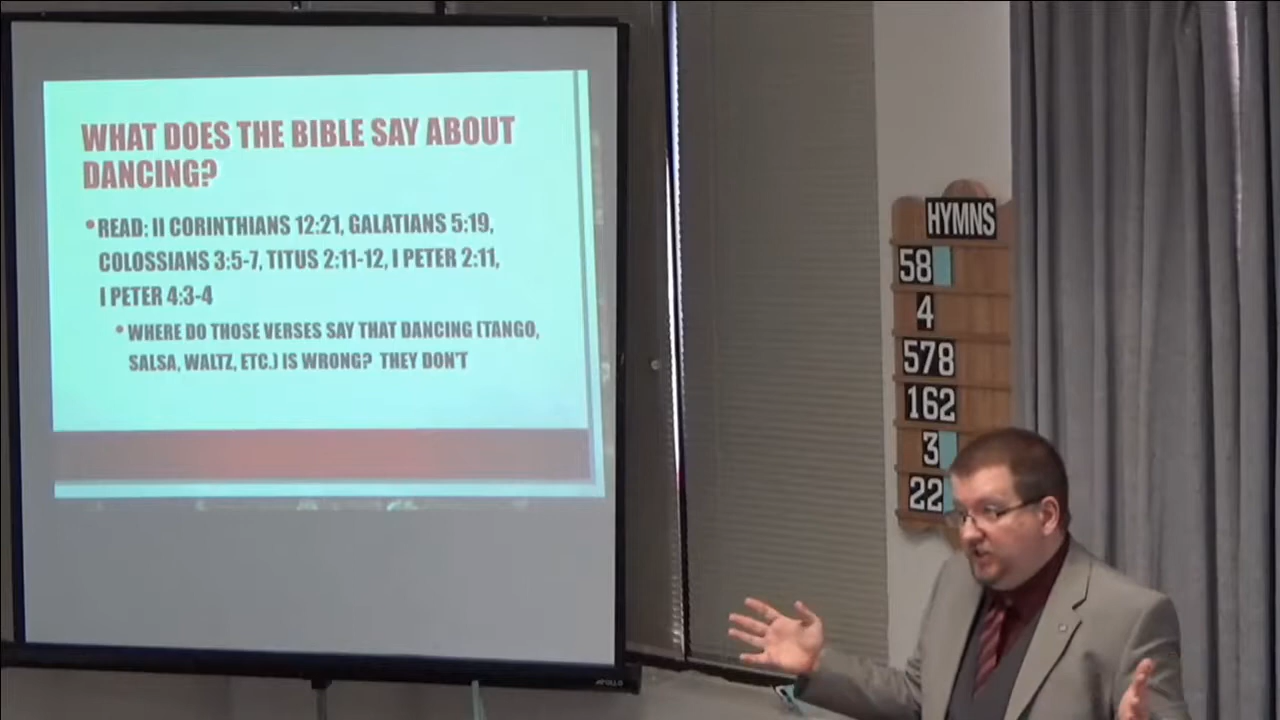 WHAT DOES THE BIBLE SAY ABOUT
DANCING?
•READ: II CORINTHIANS 12:21, GALATIANS 5:19,
COLOSSIANS 3:5-7, TITUS 2:11-12, I PETER 2:11,
I PETER 4:3-4
•WHERE DO THOSE VERSES SAY THAT DANCING (TANGO,
SALSA, WALTZ, ETC.) IS WRONG? THEY DON'T
HYMNS
58
4
578
162
3
22
APOLLO